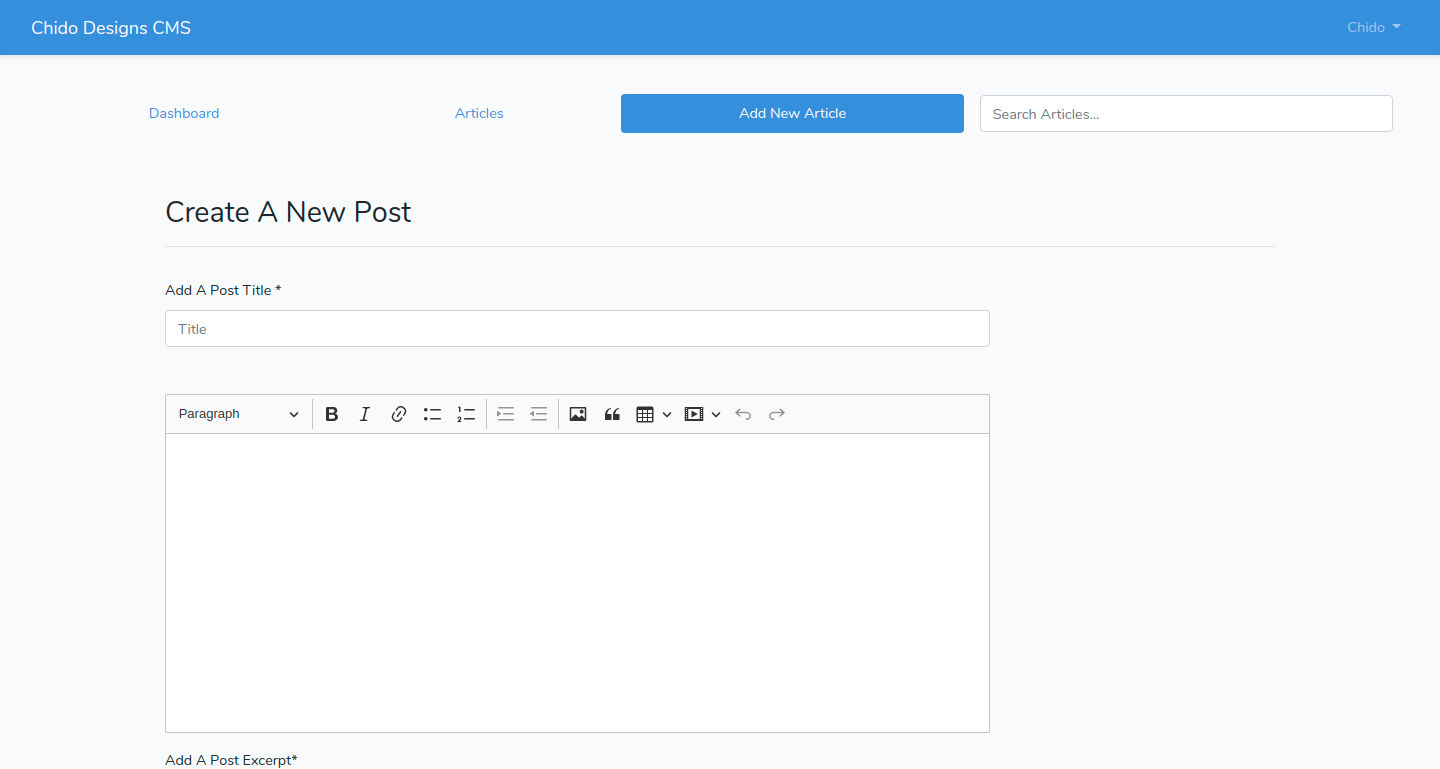 Chido Designs CMS
Chido
Dashboard
Articles
Add New Article
Search Articles...
Create A New Post
Add A Post Title *
Title
Paragraph
Add A Post Excerpt*